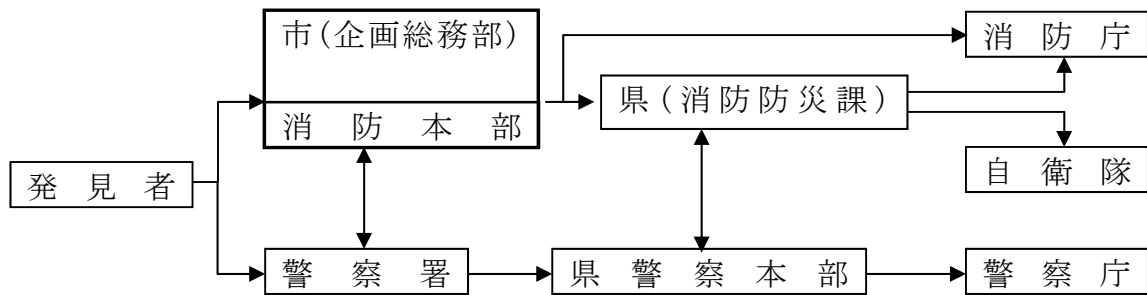 市(企画総務部)
消防本部
消防庁
県(消防防災課)
発見者
自衛隊
警察署
県警察本部
警察庁